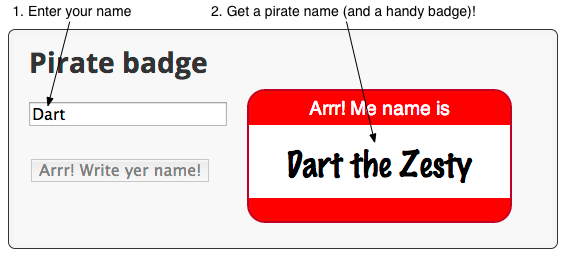 1. Enter your name
2. Get a pirate name (and a handy badge)!
Pirate badge
Dart
Arrr! Write yer name!
Arrr! Me name is
Dart the Zesty